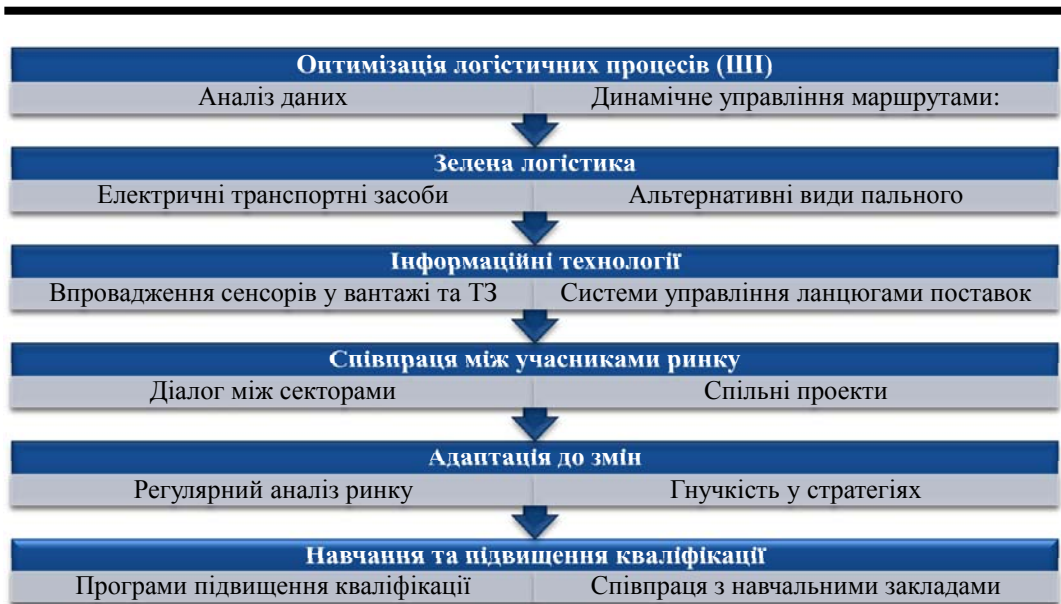 Оптимізація логістичних процесів (ШІ)
Аналіз даних Динамічне управління маршрутами:
Зелена логістика
Електричні транспортні засоби Альтернативні види пального
Інформаційні технології
Впровадження сенсорів у вантажі та ТЗ Системи управління ланцюгами поставок
Співпраця між учасниками ринку
Діалог між секторами Спільні проекти
Адаптація до змін
Регулярний аналіз ринку Гнучкість у стратегіях
Навчання та підвищення кваліфікації
Програми підвищення кваліфікації Співпраця з навчальними закладами